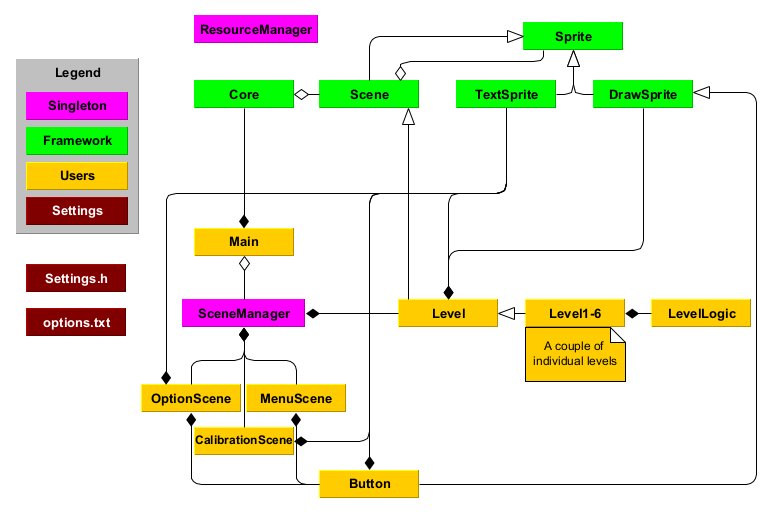 ResourceManager
Sprite
Legend
Singleton
Framework
Users
Settings
Core
Scene
TextSprite
DrawSprite
Main
Settings.h
options.txt
SceneManager
Level
Level1-6
LevelLogic
A couple of
individual levels
OptionScene
MenuScene
CalibrationScene
Button